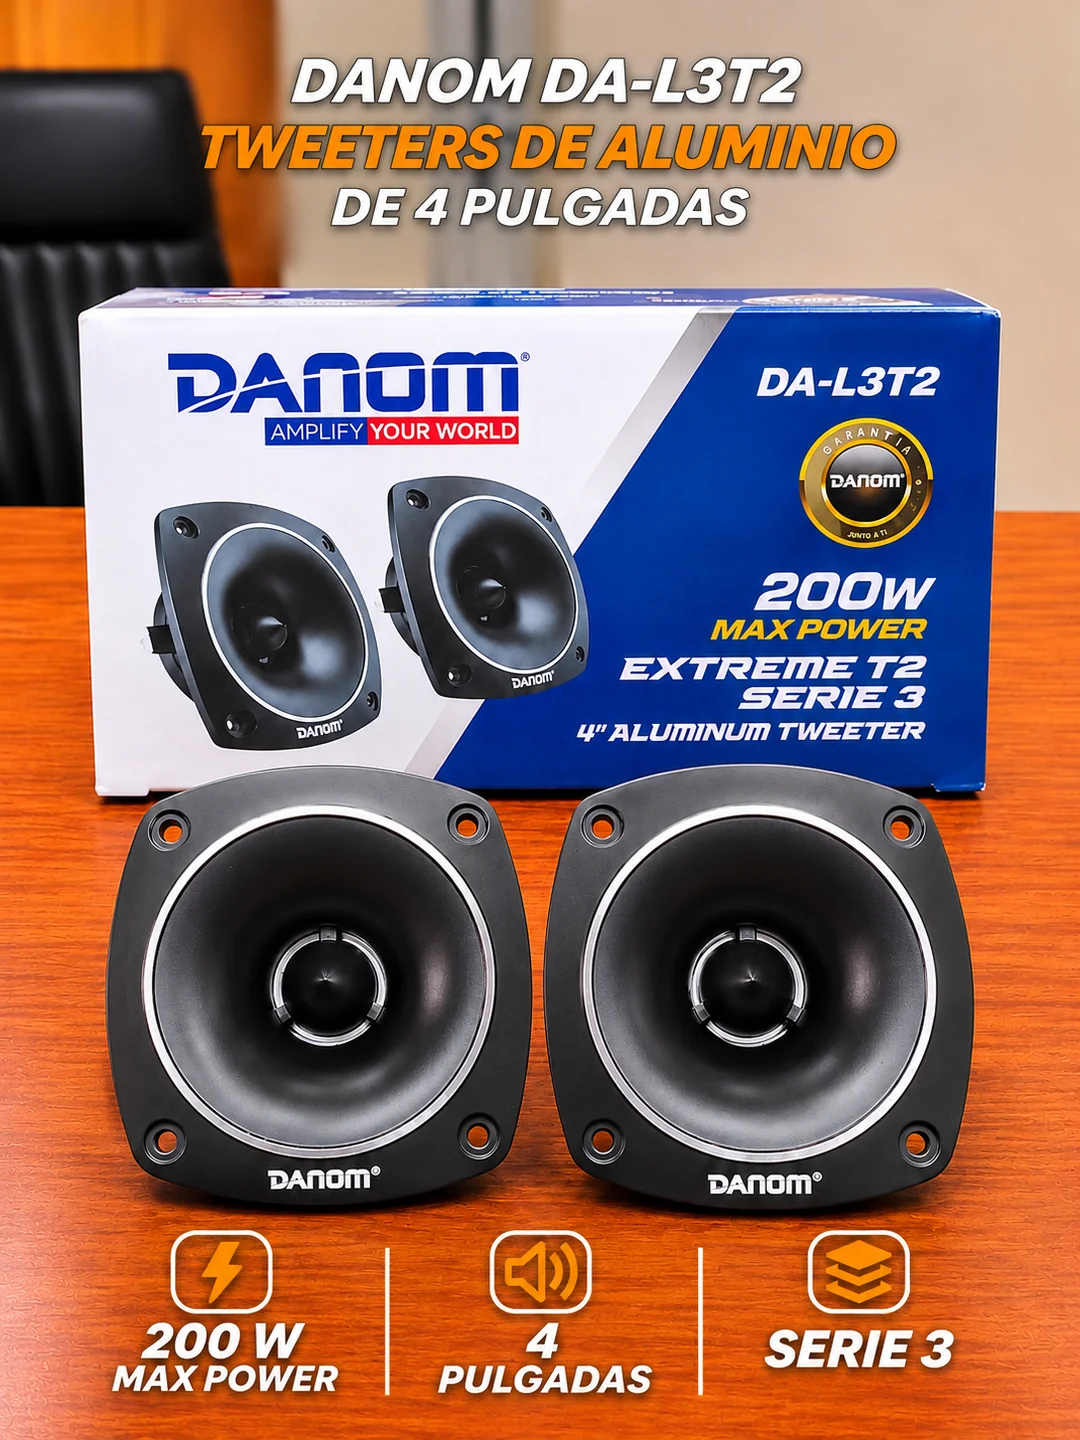 DANOM DA-L3T2
TWEETERS DE ALUMINIO
DE 4 PULGADAS
DANOM®
AMPLIFY YOUR WORLD
DA-L3T2
GARANTIA
DANOM®
JUNTO A TI
200W
MAX POWER
EXTREME T2
SERIE 3
4" ALUMINUM TWEETER
DANOM®
DANOM®
DANOM®
DANOM®
200 W
MAX POWER
4
PULGADAS
SERIE 3